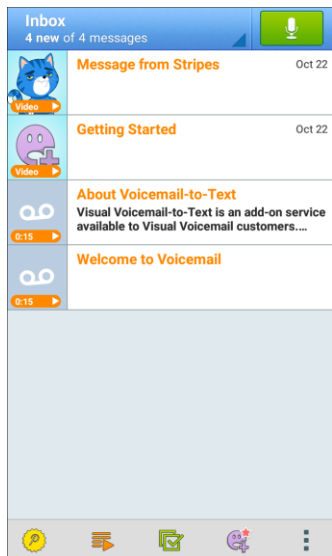 Inbox
4 new of 4 messages
Message from Stripes
Oct 22
Video
Getting Started
Oct 22
Video
About Voicemail-to-Text
Visual Voicemail-to-Text is an add-on service
available to Visual Voicemail customers....
0:15
Welcome to Voicemail
0:15